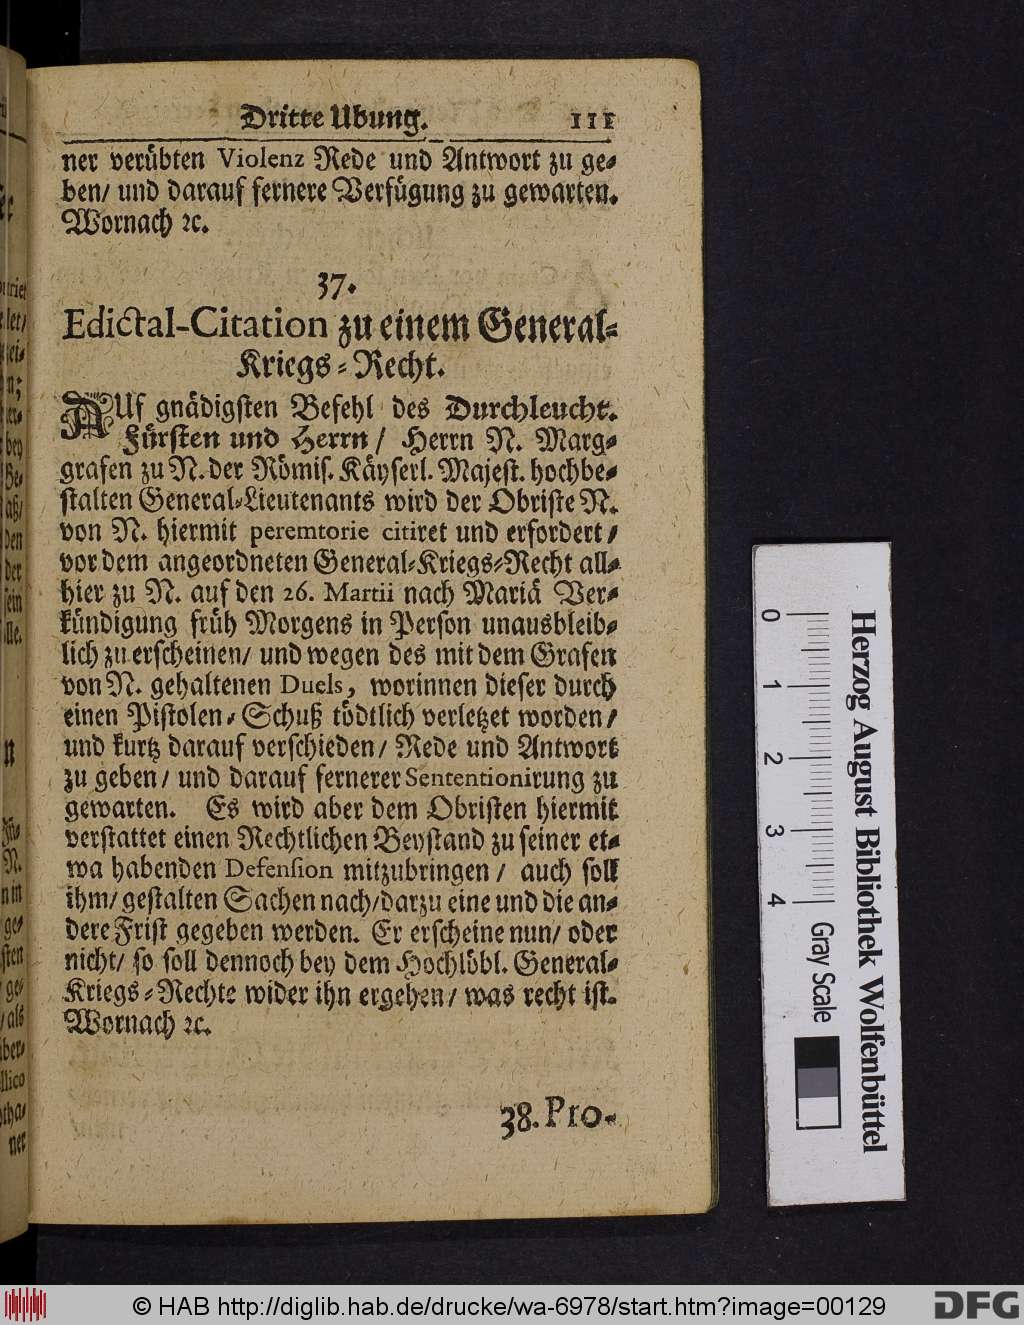 Dritte Ubung. 111
ner verübten Violenz Rede und Antwort zu ge-
ben/ und darauf fernere Verfügung zu gewarten.
Wornach ꝛc.
37.
Edictal-Citation zu einem General-
Kriegs-Recht.
AUf gnädigsten Befehl des Durchleucht.
Fürsten und Herrn/ Herrn N. Marg-
grafen zu N. der Römis. Käyserl. Majest. hochbe-
stalten General-Lieutenants wird der Obriste N.
von N. hiermit peremtorie citiret und erfordert/
vor dem angeordneten General-Kriegs-Recht all-
hier zu N. auf den 26. Martii nach Mariä Ver-
kündigung früh Morgens in Person unausbleib-
lich zu erscheinen/ und wegen des mit dem Grafen
von N. gehaltenen Duels, worinnen dieser durch
einen Pistolen-Schuß tödtlich verletzet worden/
und kurtz darauf verschieden/ Rede und Antwort
zu geben/ und darauf fernerer Sententionirung zu
gewarten. Es wird aber dem Obristen hiermit
verstattet einen Rechtlichen Beystand zu seiner et-
wa habenden Defension mitzubringen/ auch soll
ihm/ gestalten Sachen nach/ darzu eine und die an-
dere Frist gegeben werden. Er erscheine nun/ oder
nicht/ so soll dennoch bey dem Hochlöbl. General-
Kriegs-Rechte wider ihn ergehen/ was recht ist.
Wornach ꝛc.
38. Pro-
0 1 2 3 4
Gray Scale
Herzog August Bibliothek Wolfenbüttel
© HAB http://diglib.hab.de/drucke/wa-6978/start.htm?image=00129
DFG